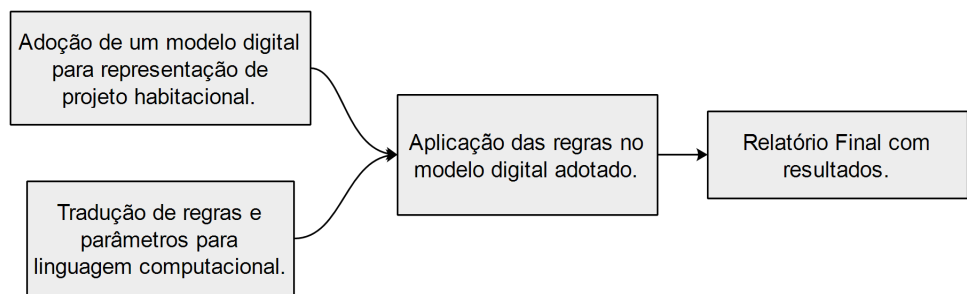 Adoção de um modelo digital
para representação de
projeto habitacional.
Tradução de regras e
parâmetros para
linguagem computacional.
Aplicação das regras no
modelo digital adotado.
Relatório Final com
resultados.